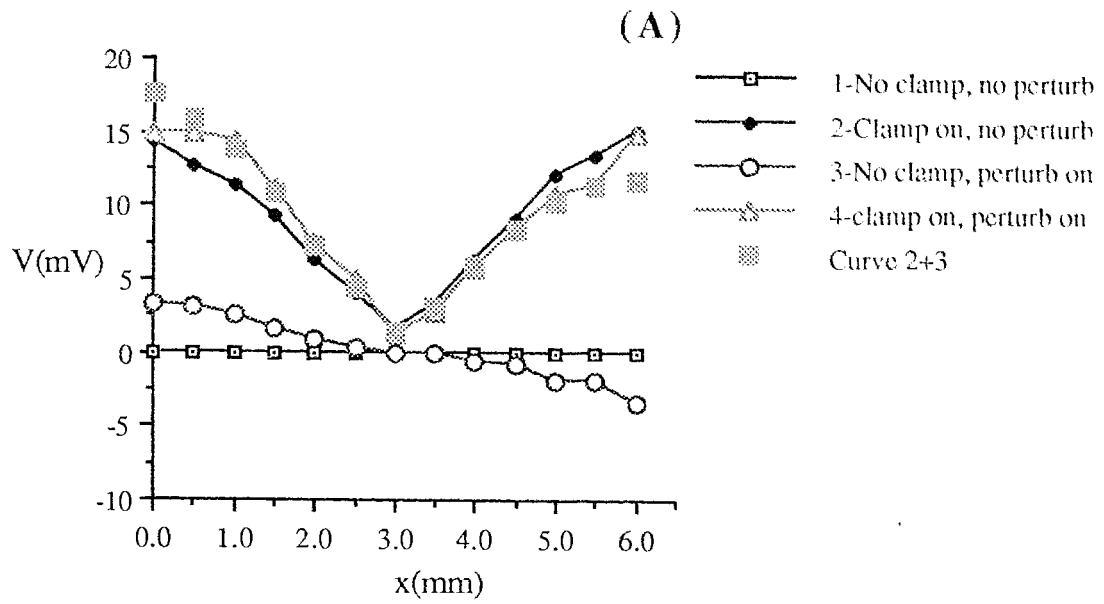 (A)
20
15
10
5
0
-5
-10
V(mV)
0.0 1.0 2.0 3.0 4.0 5.0 6.0
x(mm)
1-No clamp, no perturb
2-Clamp on, no perturb
3-No clamp, perturb on
4-clamp on, perturb on
Curve 2+3